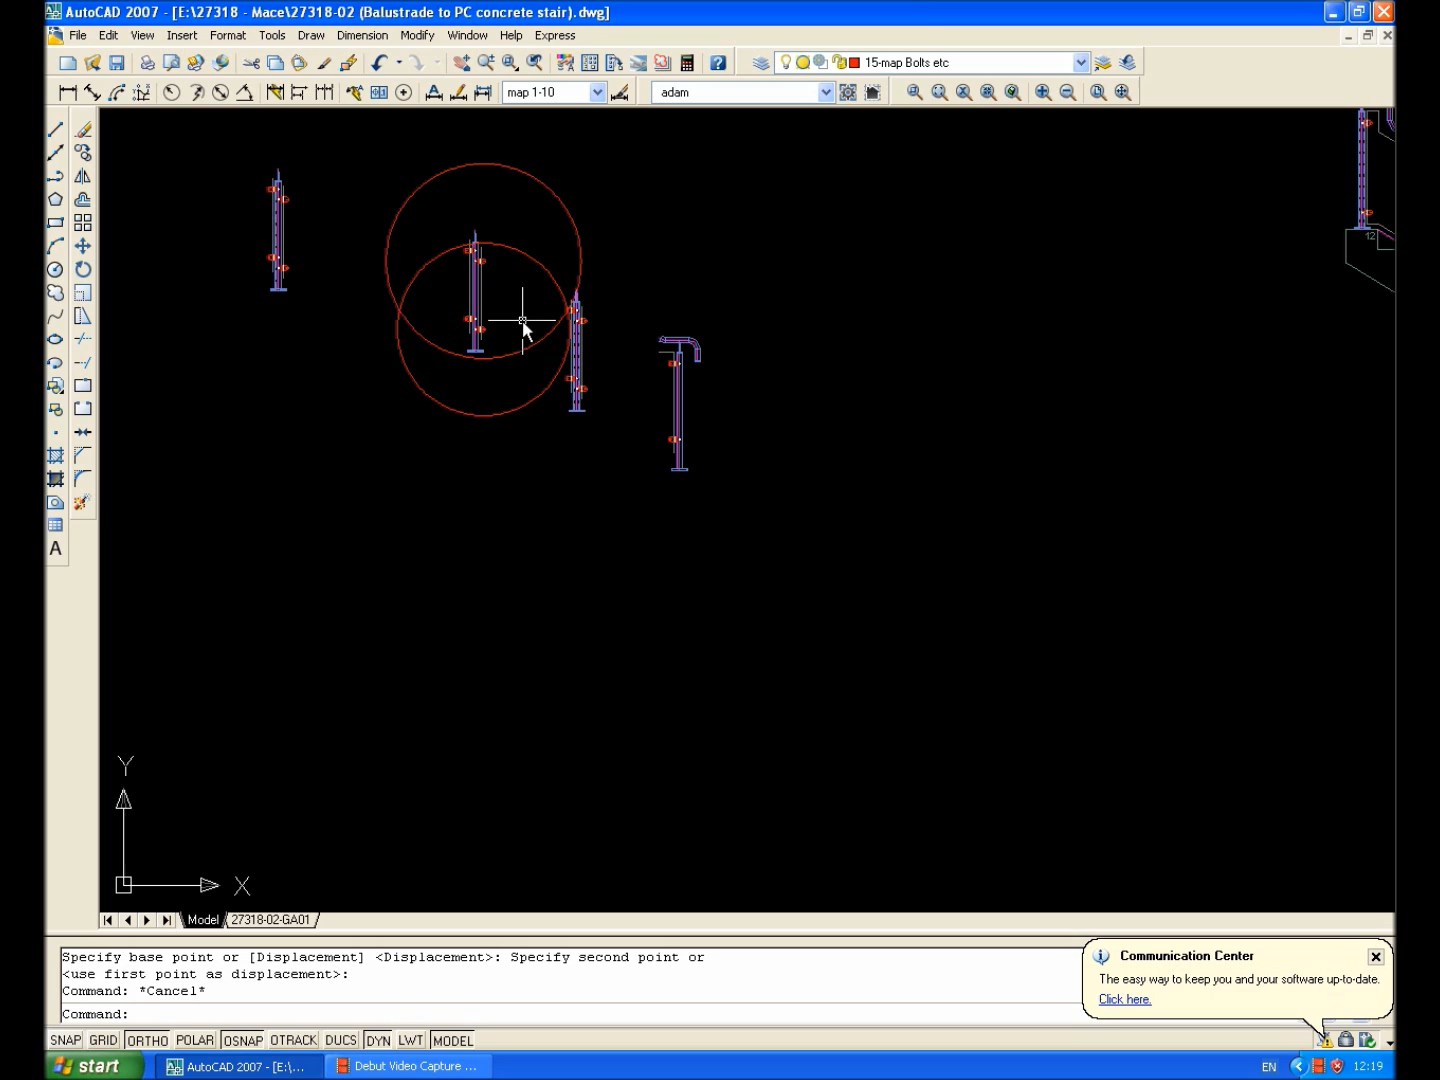 AutoCAD 2007 - [E:\27318 - Mace\27318-02 (Balustrade to PC concrete stair).dwg]
File Edit View Insert Format Tools Draw Dimension Modify Window Help Express
15-map Bolts etc
map 1-10 adam
12
Y
X
A
Model 27318-02-GA01
Specify base point or [Displacement] <Displacement>: Specify second point or
<use first point as displacement>:
Command: *Cancel*
Command:
Communication Center
The easy way to keep you and your software up-to-date.
Click here.
SNAP GRID ORTHO POLAR OSNAP OTRACK DUCS DYN LWT MODEL
start AutoCAD 2007 - [E:\... Debut Video Capture ... EN 12:19